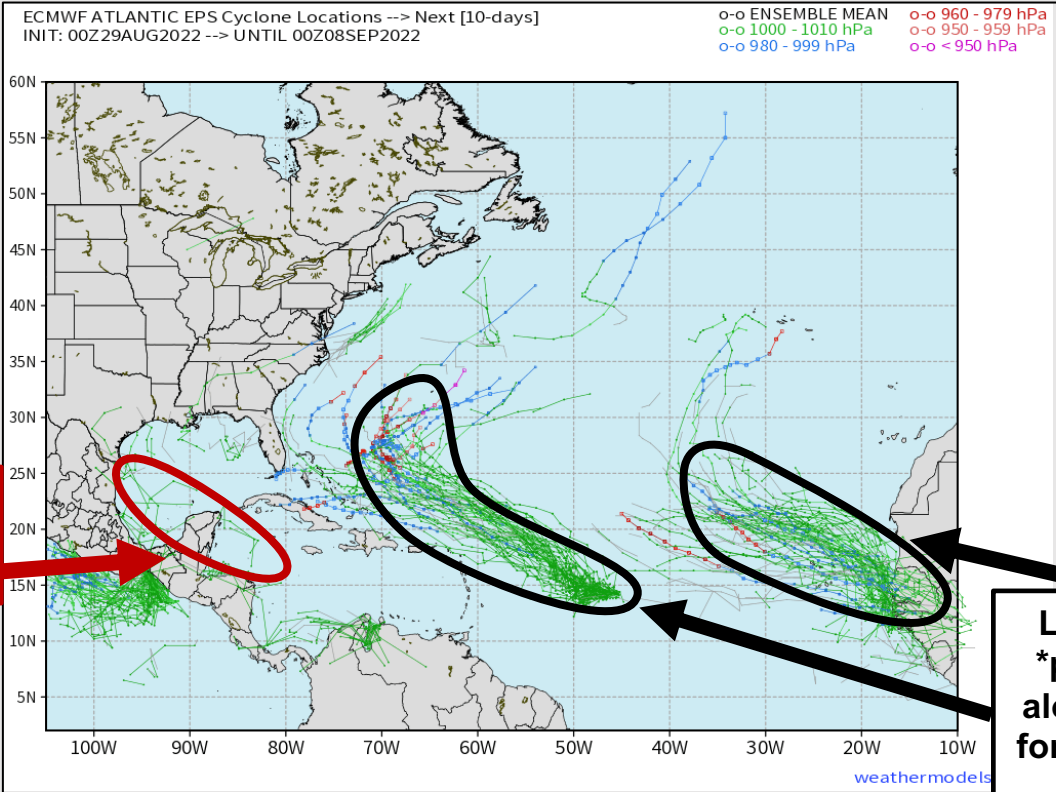 ECMWF ATLANTIC EPS Cyclone Locations --> Next [10-days]
INIT: 00Z29AUG2022 --> UNTIL 00Z08SEP2022
o-o ENSEMBLE MEAN
o-o 1000 - 1010 hPa
o-o 980 - 999 hPa
o-o 960 - 979 hPa
o-o 950 - 959 hPa
o-o < 950 hPa
60N
55N
50N
45N
40N
35N
30N
25N
20N
15N
10N
5N
100W 90W 80W 70W 60W 50W 40W 30W 20W 10W
weathermodels